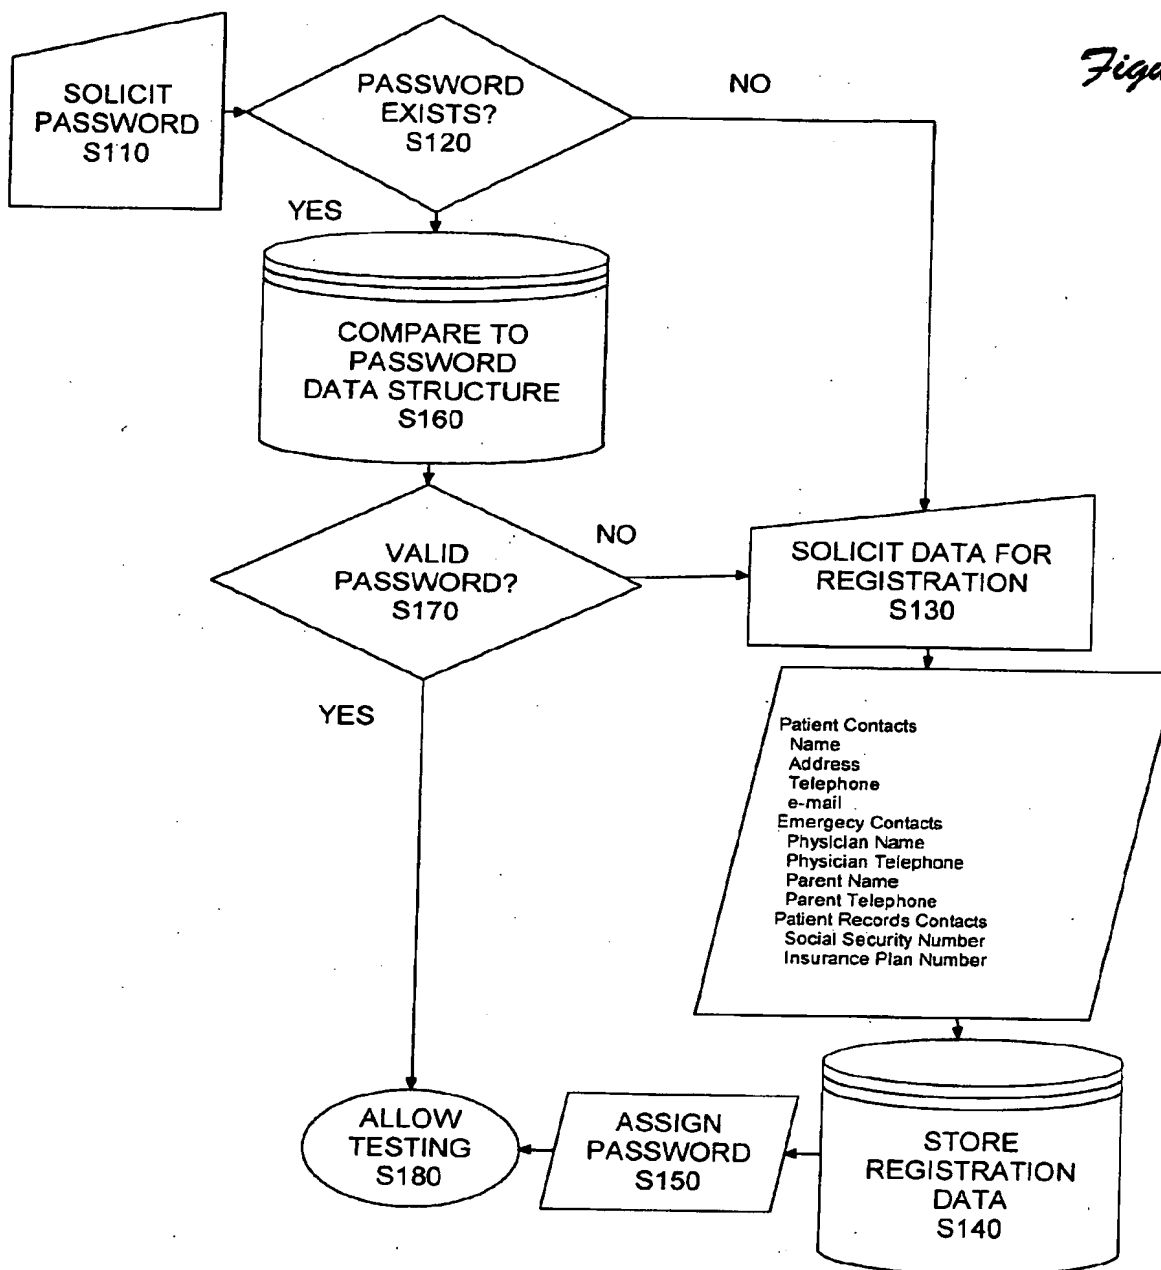 SOLICIT
PASSWORD
S110
PASSWORD
EXISTS?
S120
NO
YES
COMPARE TO
PASSWORD
DATA STRUCTURE
S160
VALID
PASSWORD?
S170
NO
YES
SOLICIT DATA FOR
REGISTRATION
S130
Patient Contacts
Name
Address
Telephone
e-mail
Emergecy Contacts
Physician Name
Physician Telephone
Parent Name
Parent Telephone
Patient Records Contacts
Social Security Number
Insurance Plan Number
STORE
REGISTRATION
DATA
S140
ASSIGN
PASSWORD
S150
ALLOW
TESTING
S180